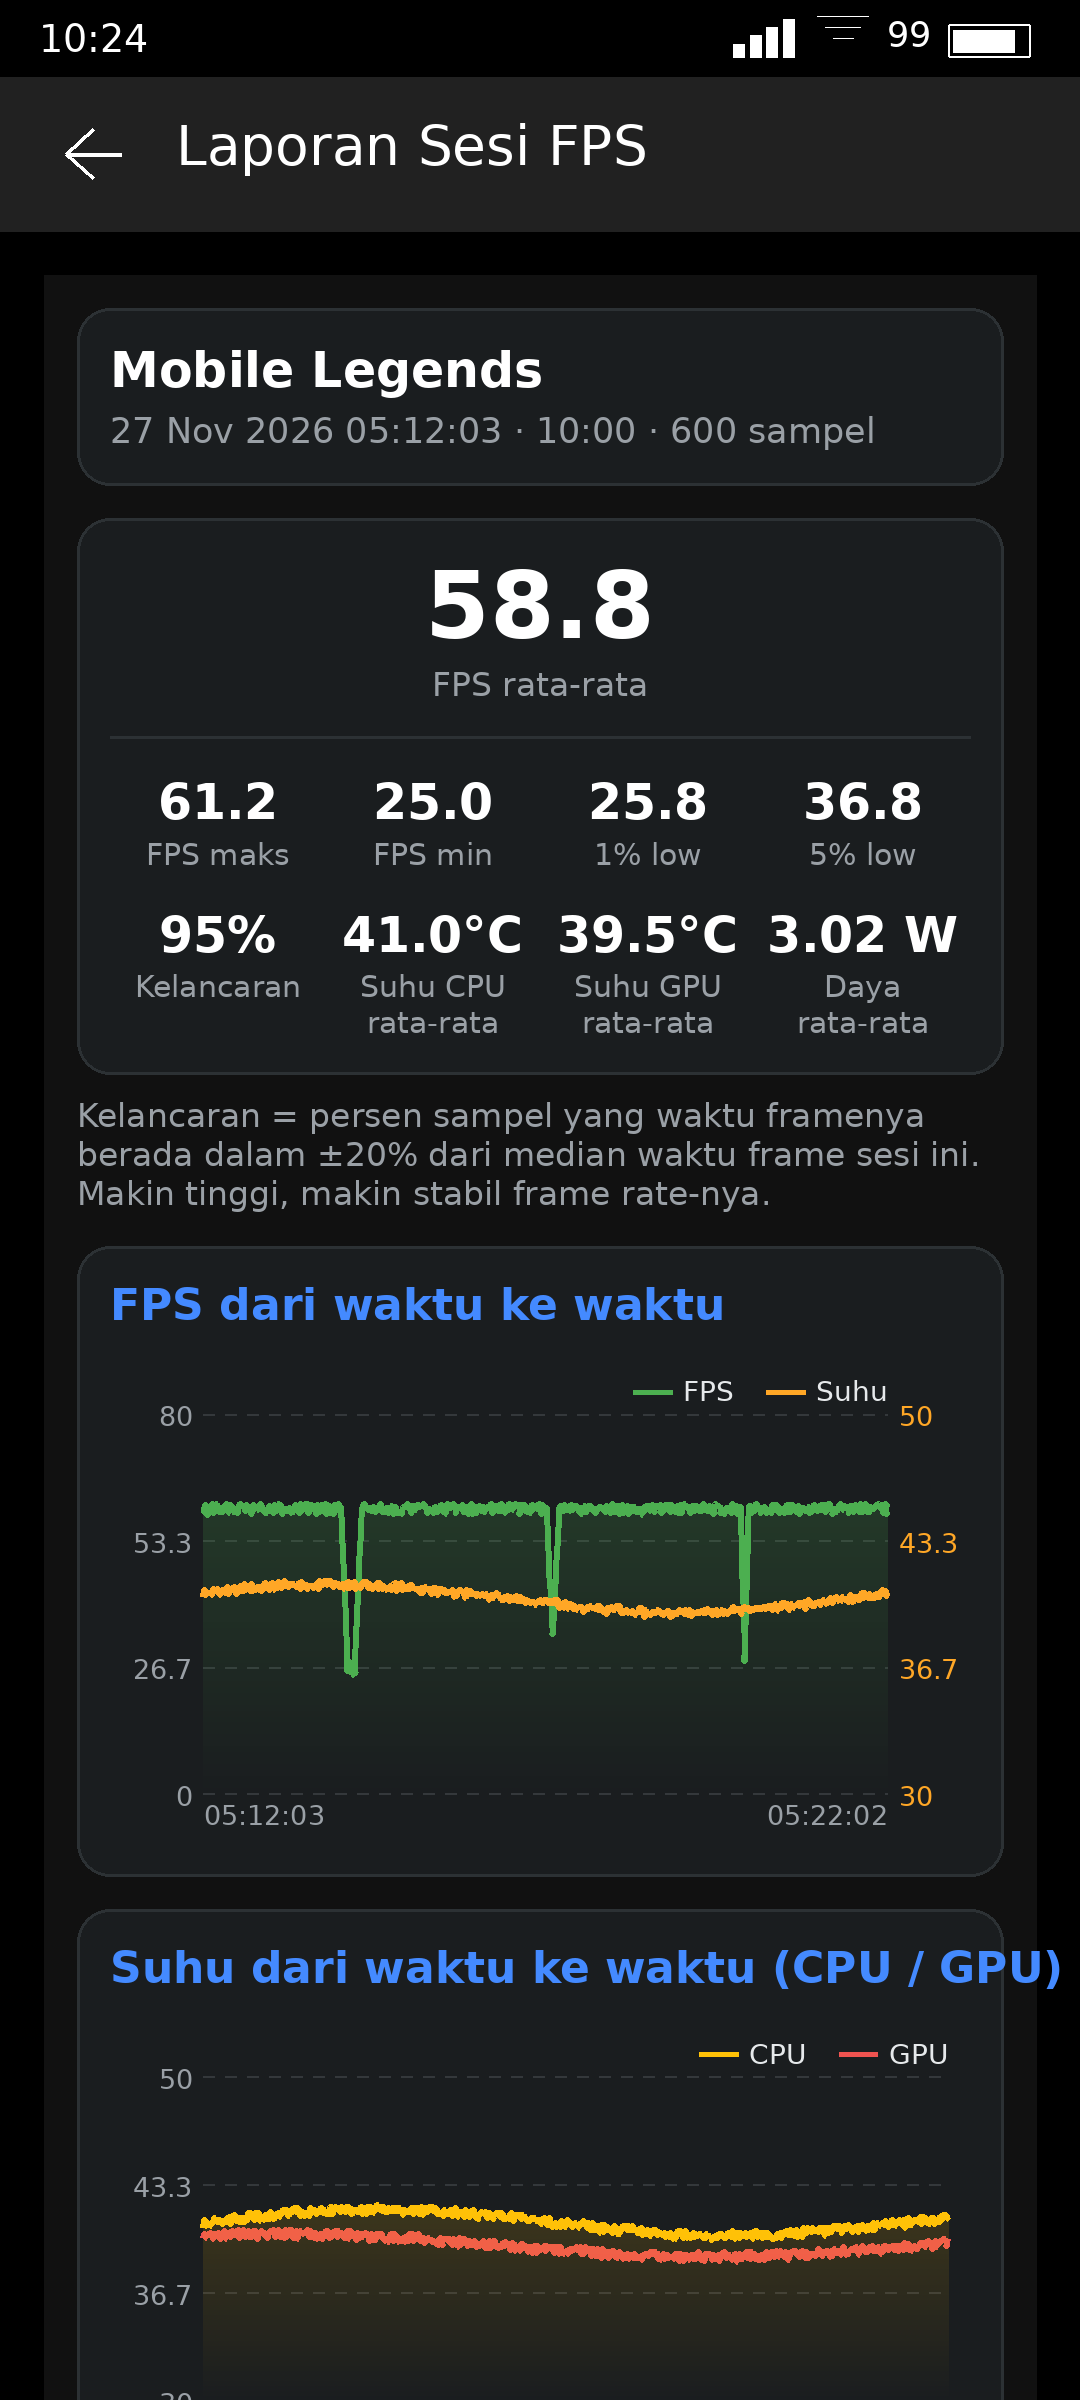 10:24
99
Laporan Sesi FPS
Mobile Legends
27 Nov 2026 05:12:03 · 10:00 · 600 sampel
58.8
FPS rata-rata
61.2 25.0 25.8 36.8
FPS maks FPS min 1% low 5% low
95% 41.0°C 39.5°C 3.02 W
Kelancaran Suhu CPU Suhu GPU Daya
rata-rata rata-rata rata-rata
Kelancaran = persen sampel yang waktu framenya
berada dalam ±20% dari median waktu frame sesi ini.
Makin tinggi, makin stabil frame rate-nya.
FPS dari waktu ke waktu
FPS Suhu
80 50
53.3 43.3
26.7 36.7
0 30
05:12:03 05:22:02
Suhu dari waktu ke waktu (CPU / GPU)
CPU GPU
50
43.3
36.7
30